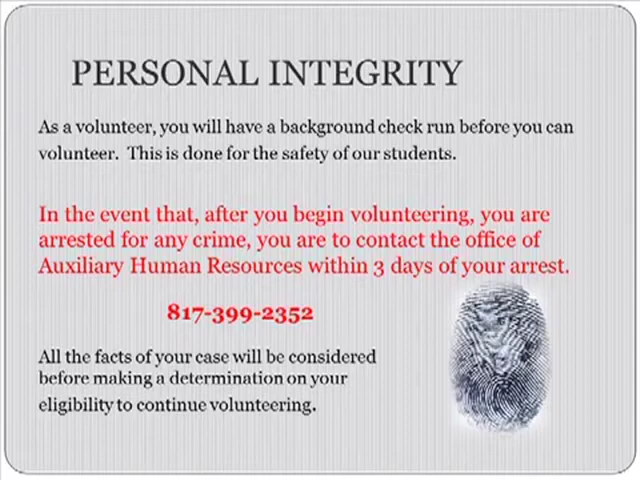 PERSONAL INTEGRITY
As a volunteer, you will have a background check run before you can
volunteer. This is done for the safety of our students.
In the event that, after you begin volunteering, you are
arrested for any crime, you are to contact the office of
Auxiliary Human Resources within 3 days of your arrest.
817-399-2352
All the facts of your case will be considered
before making a determination on your
eligibility to continue volunteering.